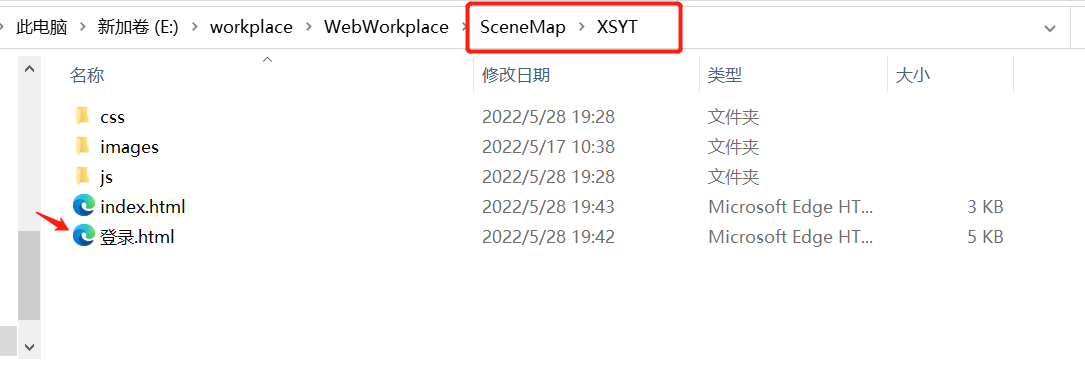 此电脑 > 新加卷 (E:) > workplace > WebWorkplace > SceneMap > XSYT
名称 修改日期 类型 大小
css 2022/5/28 19:28 文件夹
images 2022/5/17 10:38 文件夹
js 2022/5/28 19:28 文件夹
index.html 2022/5/28 19:43 Microsoft Edge HT... 3 KB
登录.html 2022/5/28 19:42 Microsoft Edge HT... 5 KB